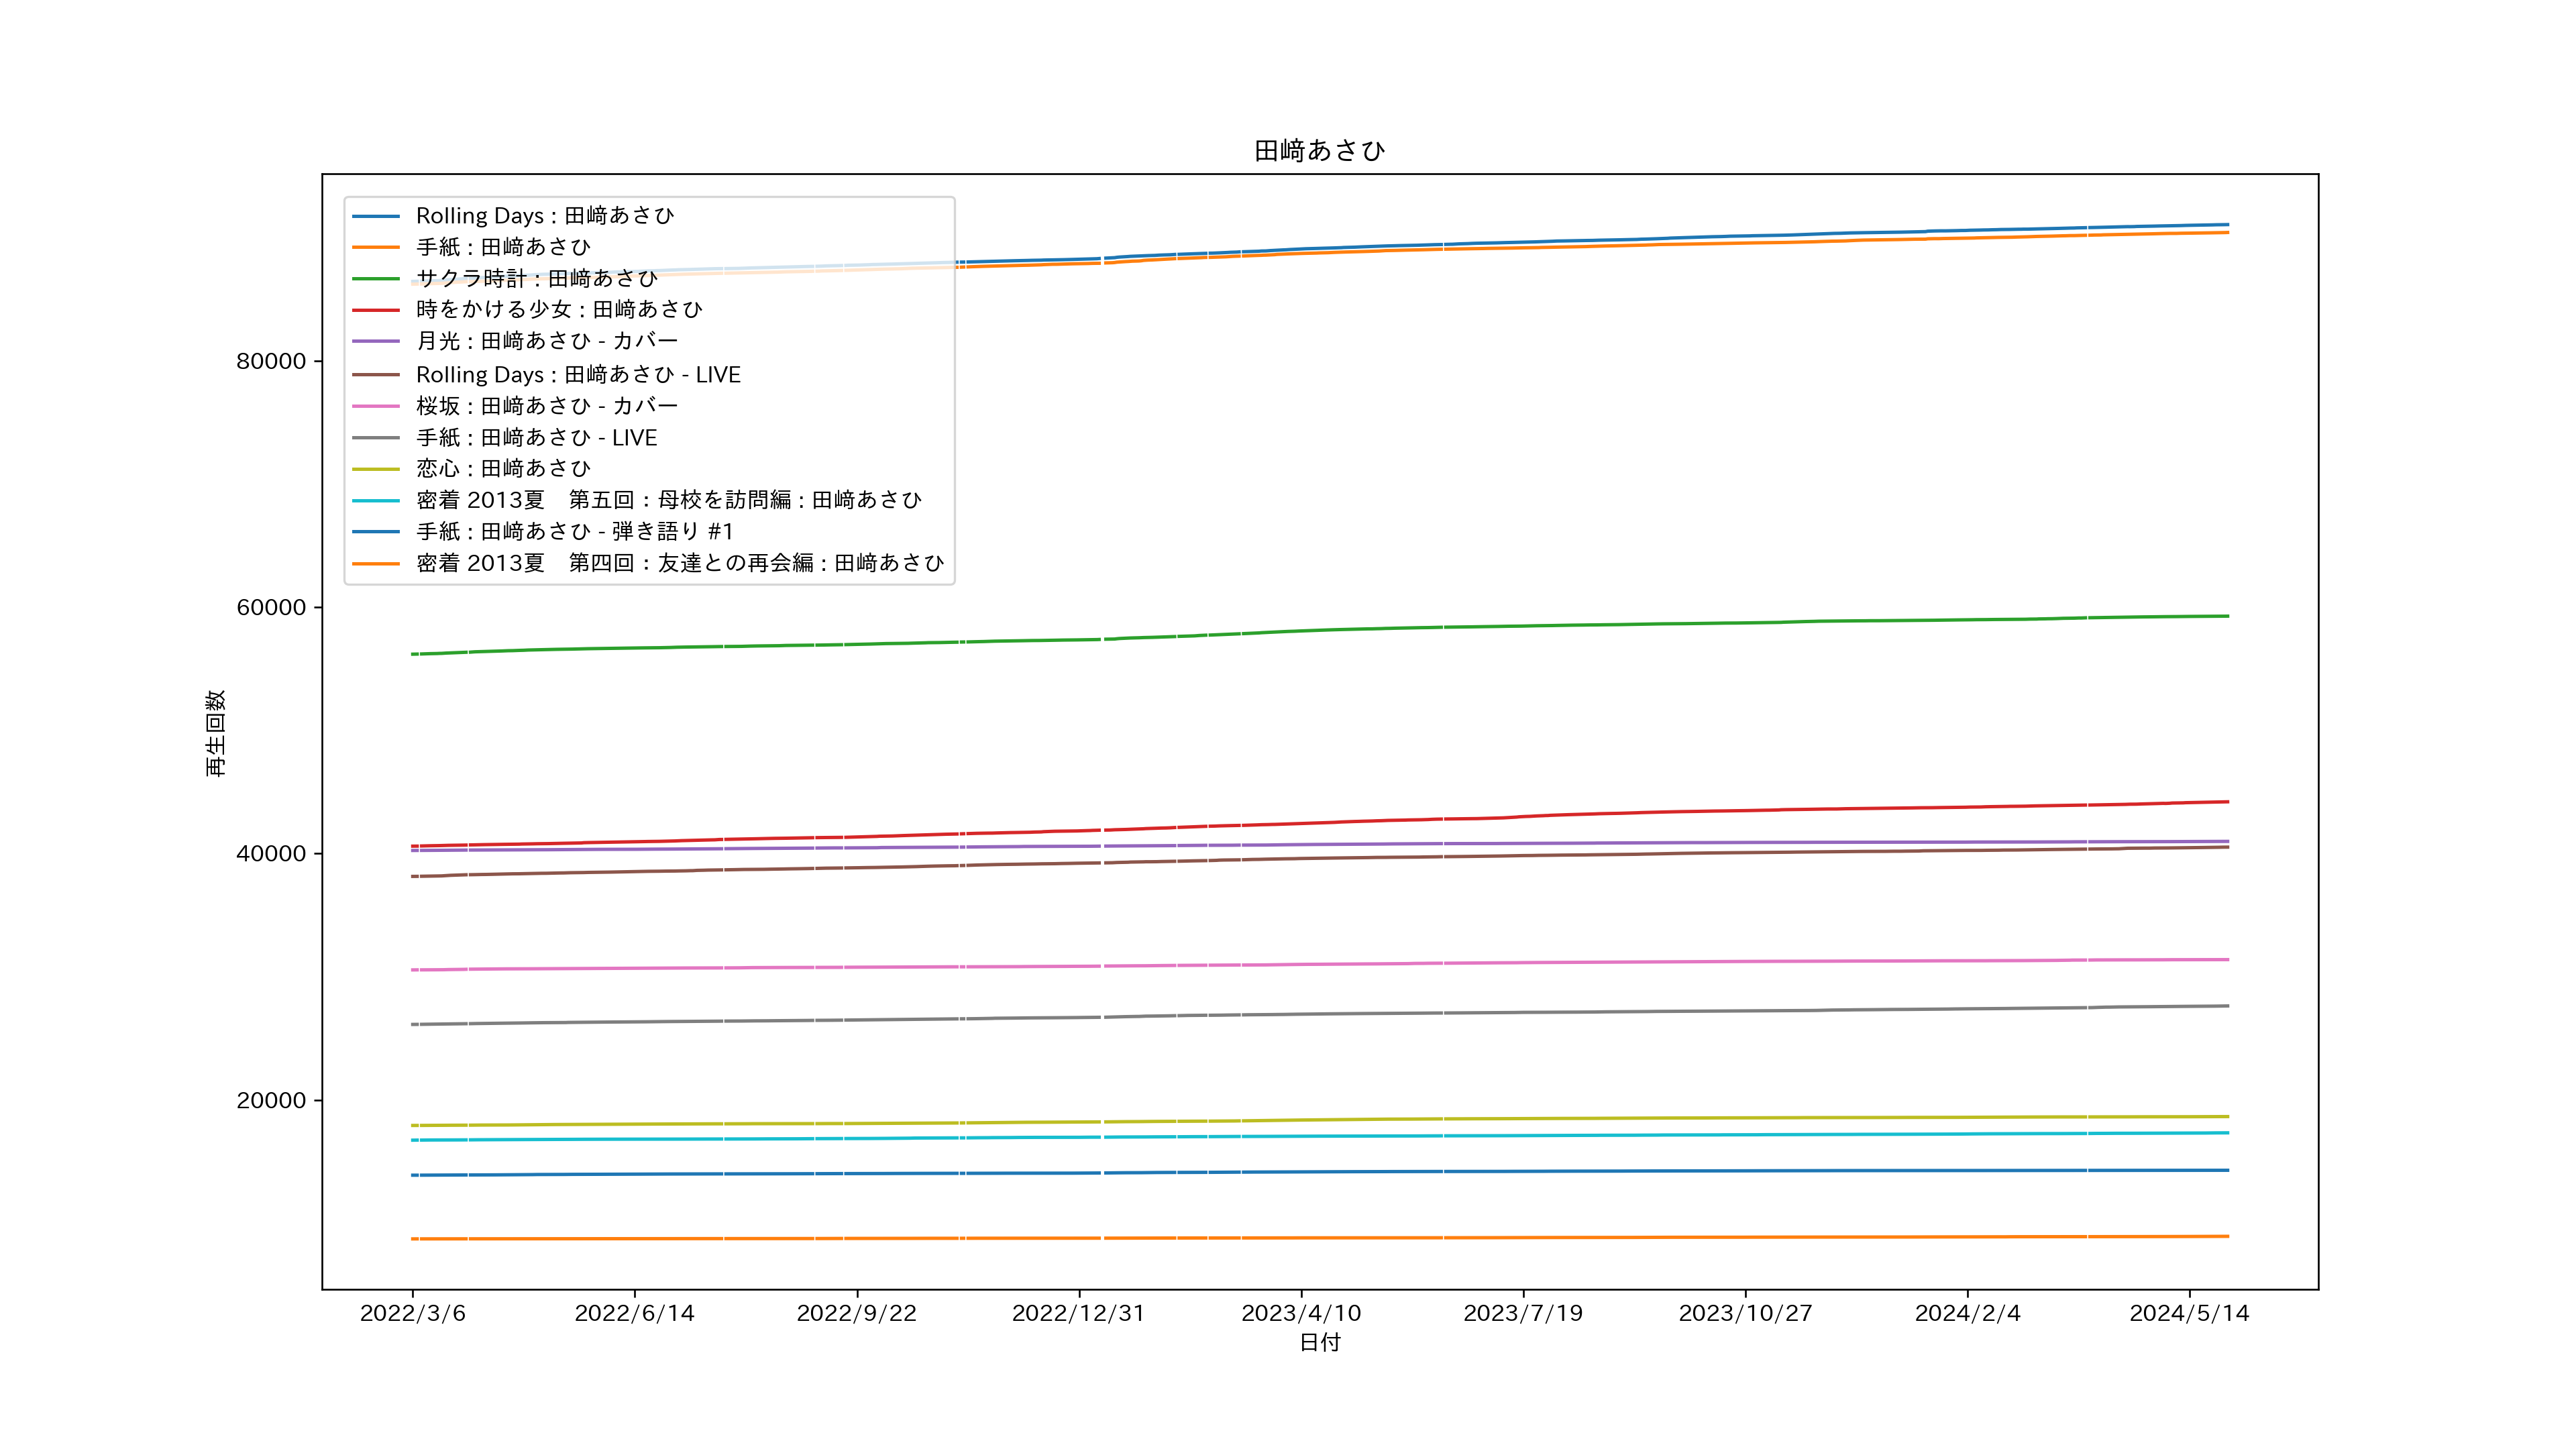 田﨑あさひ
Rolling Days : 田﨑あさひ
手紙 : 田﨑あさひ
サクラ時計 : 田﨑あさひ
時をかける少女 : 田﨑あさひ
月光 : 田﨑あさひ - カバー
Rolling Days : 田﨑あさひ - LIVE
桜坂 : 田﨑あさひ - カバー
手紙 : 田﨑あさひ - LIVE
恋心 : 田﨑あさひ
密着 2013夏　第五回：母校を訪問編 : 田﨑あさひ
手紙 : 田﨑あさひ - 弾き語り #1
密着 2013夏　第四回：友達との再会編 : 田﨑あさひ
80000
60000
40000
20000
再生回数
2022/3/6 2022/6/14 2022/9/22 2022/12/31 2023/4/10 2023/7/19 2023/10/27 2024/2/4 2024/5/14
日付